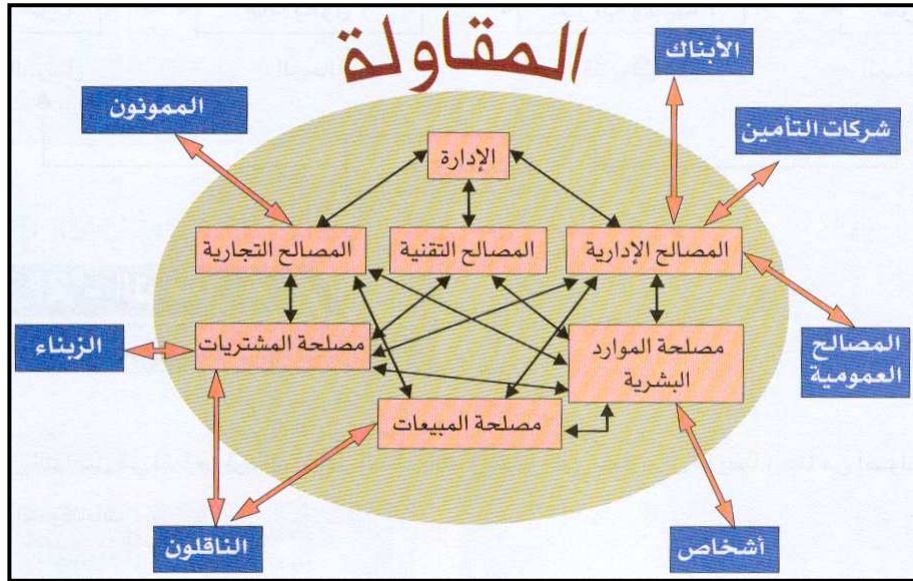 المقاولة
الأبناك
الممونون
شركات التأمين
الإدارة
المصالح الإدارية
المصالح التقنية
المصالح التجارية
المصالح
العمومية
مصلحة الموارد
البشرية
مصلحة المشتريات
الزبناء
مصلحة المبيعات
أشخاص
الناقلون